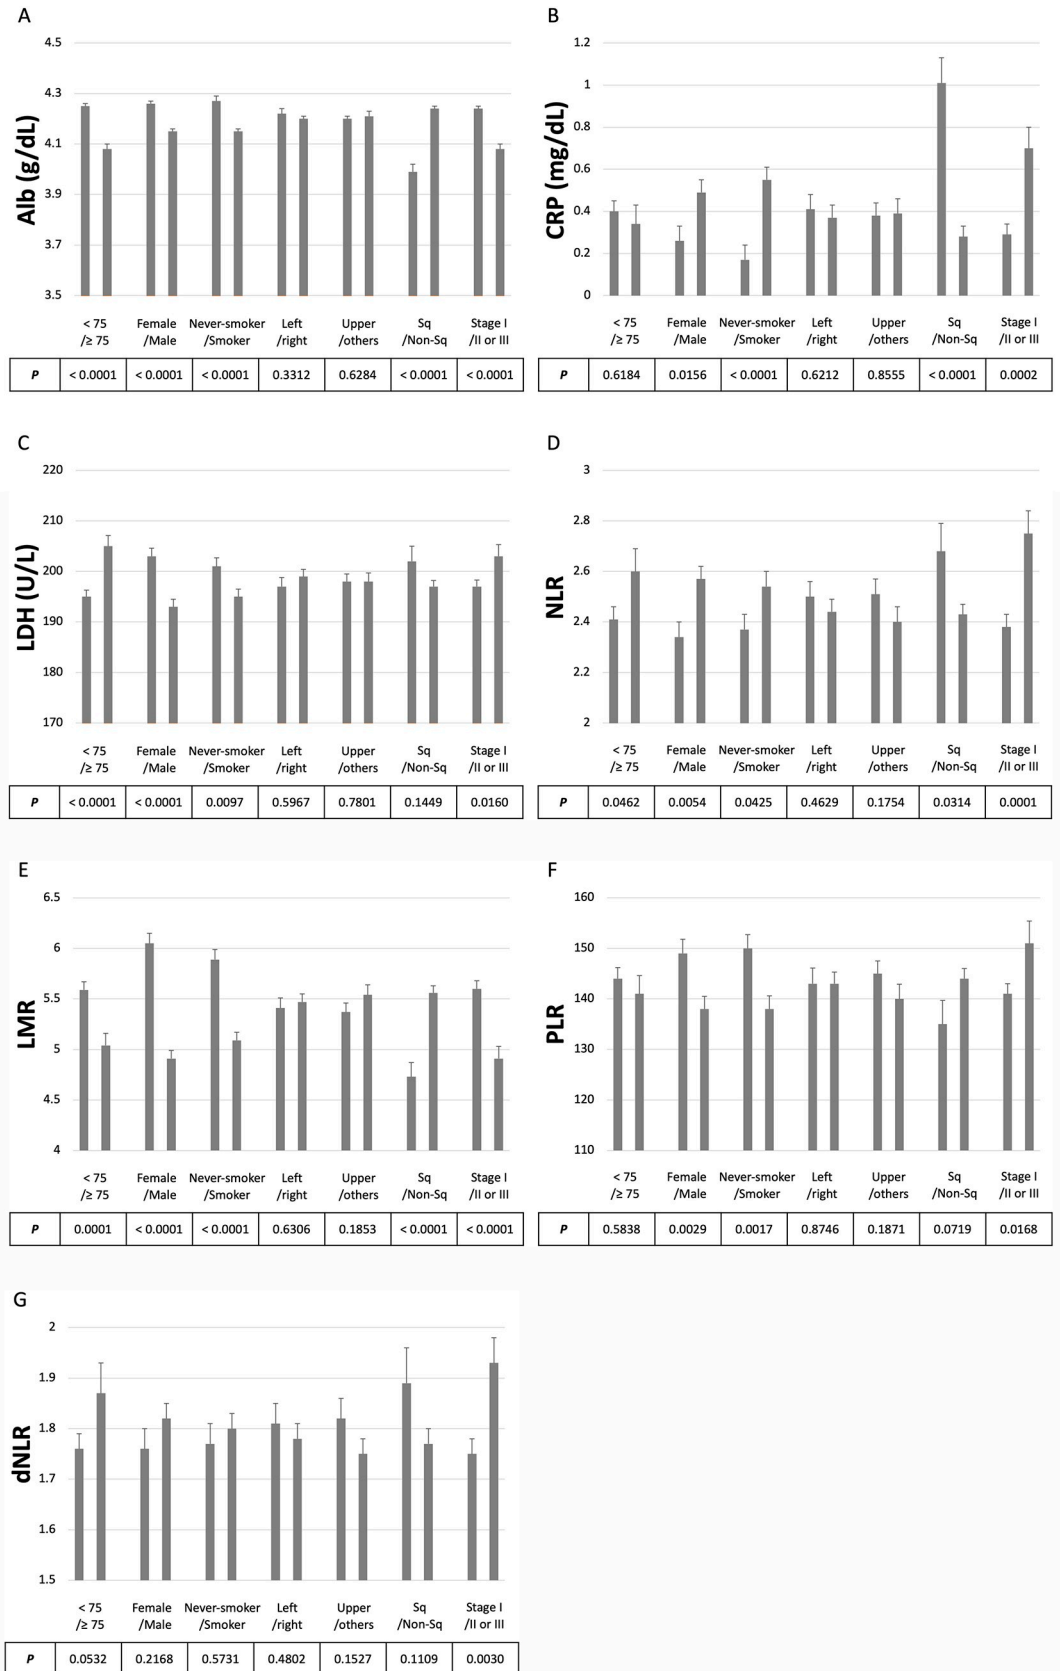 A
4.5
4.3
4.1
3.9
3.7
3.5
Alb (g/dL)
< 75 Female Never-smoker Left Upper Sq Stage I
/≥ 75 /Male /Smoker /right /others /Non-Sq /II or III
P < 0.0001 < 0.0001 < 0.0001 0.3312 0.6284 < 0.0001 < 0.0001
B
1.2
1
0.8
0.6
0.4
0.2
0
CRP (mg/dL)
< 75 Female Never-smoker Left Upper Sq Stage I
/≥ 75 /Male /Smoker /right /others /Non-Sq /II or III
P 0.6184 0.0156 < 0.0001 0.6212 0.8555 < 0.0001 0.0002
C
220
210
200
190
180
170
LDH (U/L)
< 75 Female Never-smoker Left Upper Sq Stage I
/≥ 75 /Male /Smoker /right /others /Non-Sq /II or III
P < 0.0001 < 0.0001 0.0097 0.5967 0.7801 0.1449 0.0160
D
3
2.8
2.6
2.4
2.2
2
NLR
< 75 Female Never-smoker Left Upper Sq Stage I
/≥ 75 /Male /Smoker /right /others /Non-Sq /II or III
P 0.0462 0.0054 0.0425 0.4629 0.1754 0.0314 0.0001
E
6.5
6
5.5
5
4.5
4
LMR
< 75 Female Never-smoker Left Upper Sq Stage I
/≥ 75 /Male /Smoker /right /others /Non-Sq /II or III
P 0.0001 < 0.0001 < 0.0001 0.6306 0.1853 < 0.0001 < 0.0001
F
160
150
140
130
120
110
PLR
< 75 Female Never-smoker Left Upper Sq Stage I
/≥ 75 /Male /Smoker /right /others /Non-Sq /II or III
P 0.5838 0.0029 0.0017 0.8746 0.1871 0.0719 0.0168
G
2
1.9
1.8
1.7
1.6
1.5
dNLR
< 75 Female Never-smoker Left Upper Sq Stage I
/≥ 75 /Male /Smoker /right /others /Non-Sq /II or III
P 0.0532 0.2168 0.5731 0.4802 0.1527 0.1109 0.0030